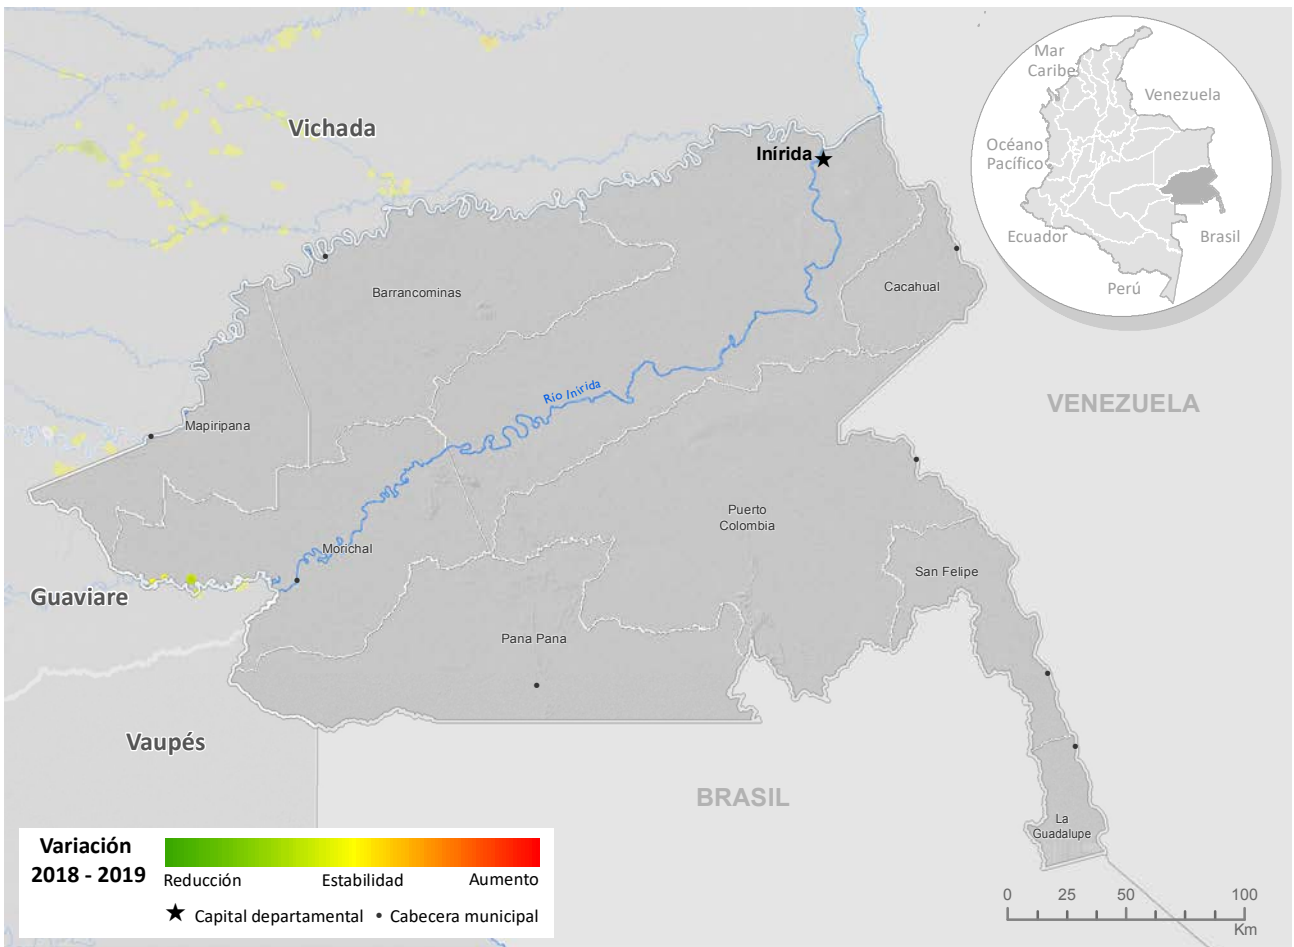 Mar
Caribe
Venezuela
Océano
Pacífico
Ecuador
Brasil
Perú
Vichada
Inírida
Barrancominas
Cacahual
Río Inírida
VENEZUELA
Mapiripana
Puerto
Colombia
Morichal
San Felipe
Guaviare
Pana Pana
Vaupés
BRASIL
La
Guadalupe
Variación
2018 - 2019
Reducción
Estabilidad
Aumento
Capital departamental
Cabecera municipal
0 25 50 100
Km